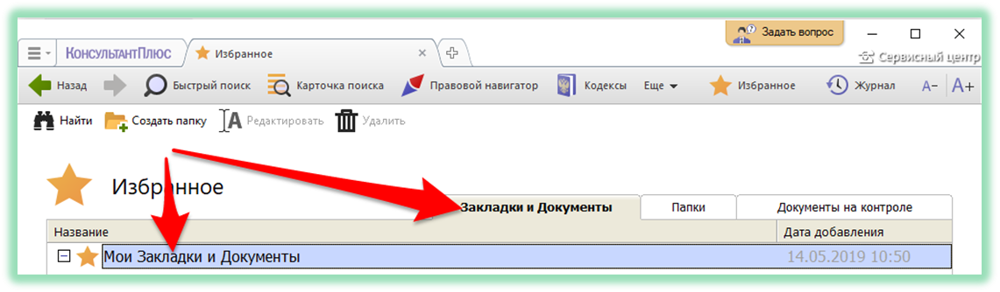 Задать вопрос
КонсультантПлюс Избранное
Сервисный центр
Назад Быстрый поиск Карточка поиска Правовой навигатор Кодексы Еще Избранное Журнал А− А+
Найти Создать папку Редактировать Удалить
Избранное
Закладки и Документы Папки Документы на контроле
Название Дата добавления
Мои Закладки и Документы 14.05.2019 10:50